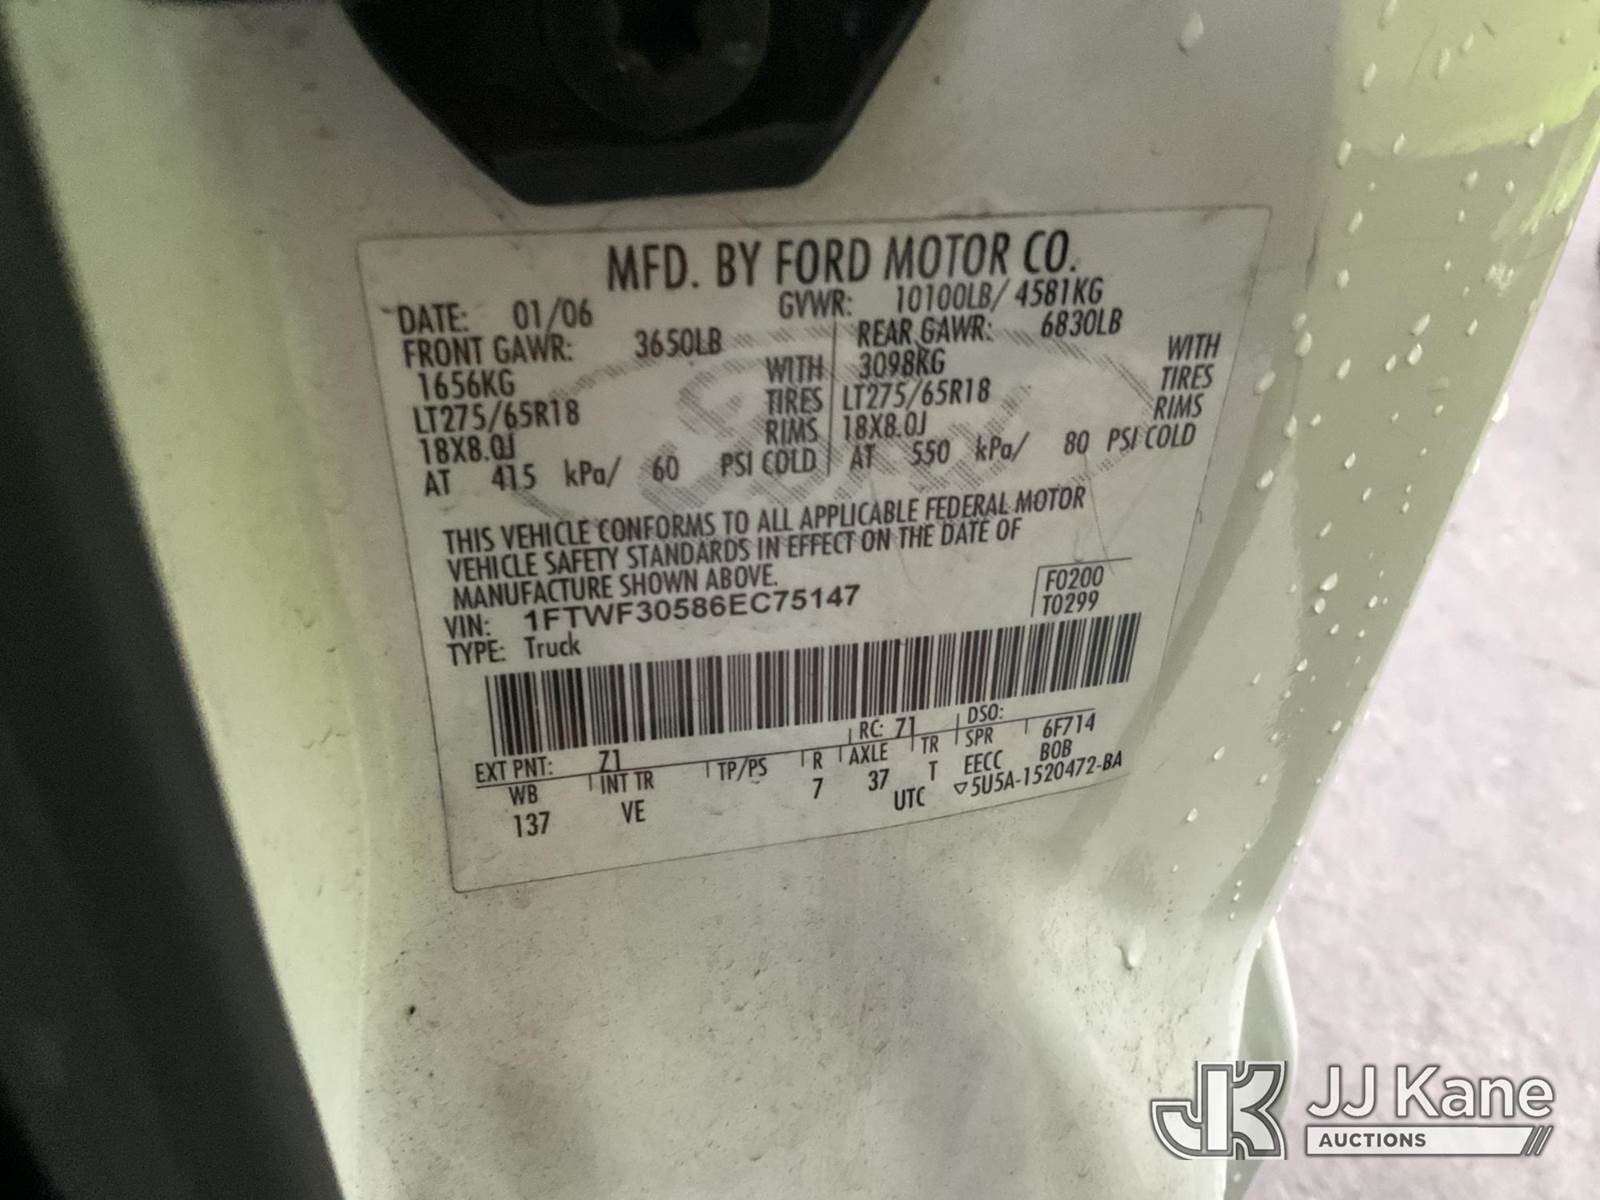 MFD. BY FORD MOTOR CO.
DATE: 01/06 GVWR: 10100LB/ 4581KG
FRONT GAWR: 3650LB REAR GAWR: 6830LB
1656KG WITH 3098KG WITH
LT275/65R18 TIRES LT275/65R18 TIRES
18X8.0J RIMS 18X8.0J RIMS
AT 415 kPa/ 60 PSI COLD AT 550 kPa/ 80 PSI COLD
THIS VEHICLE CONFORMS TO ALL APPLICABLE FEDERAL MOTOR
VEHICLE SAFETY STANDARDS IN EFFECT ON THE DATE OF
MANUFACTURE SHOWN ABOVE.
VIN: 1FTWF30586EC75147 F0200
TYPE: Truck T0299
EXT PNT: Z1 RC: 71 DSO: 6F714
WB INT TR TP/PS R AXLE TR SPR BOB
137 VE 7 37 T EECC
UTC ▽5U5A-1520472-BA
Ford
JK JJ Kane
AUCTIONS